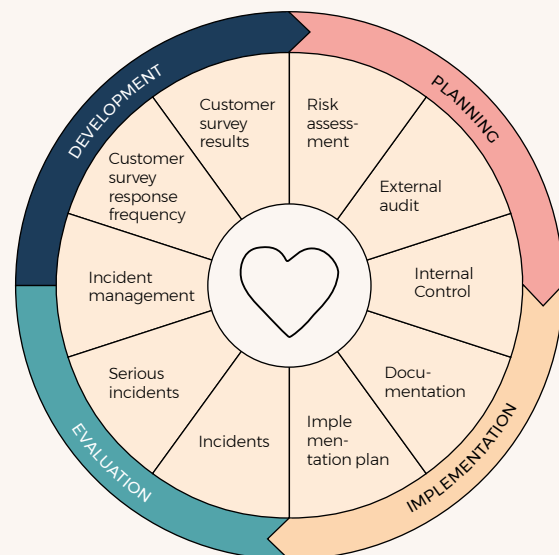 DEVELOPMENT
PLANNING
IMPLEMENTATION
EVALUATION
Risk
assess-
ment
External
audit
Internal
Control
Docu-
mentation
Imple
men-
tation plan
Incidents
Serious
incidents
Incident
management
Customer
survey
response
frequency
Customer
survey
results